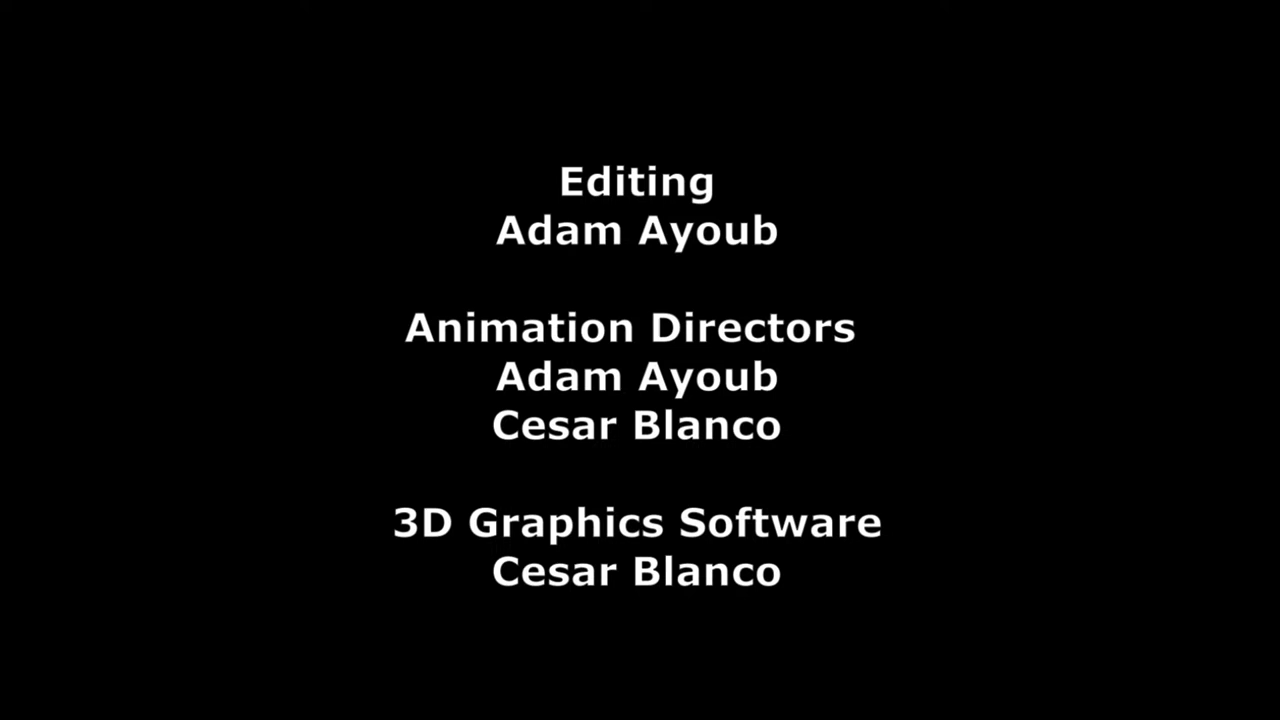 Editing
Adam Ayoub
Animation Directors
Adam Ayoub
Cesar Blanco
3D Graphics Software
Cesar Blanco